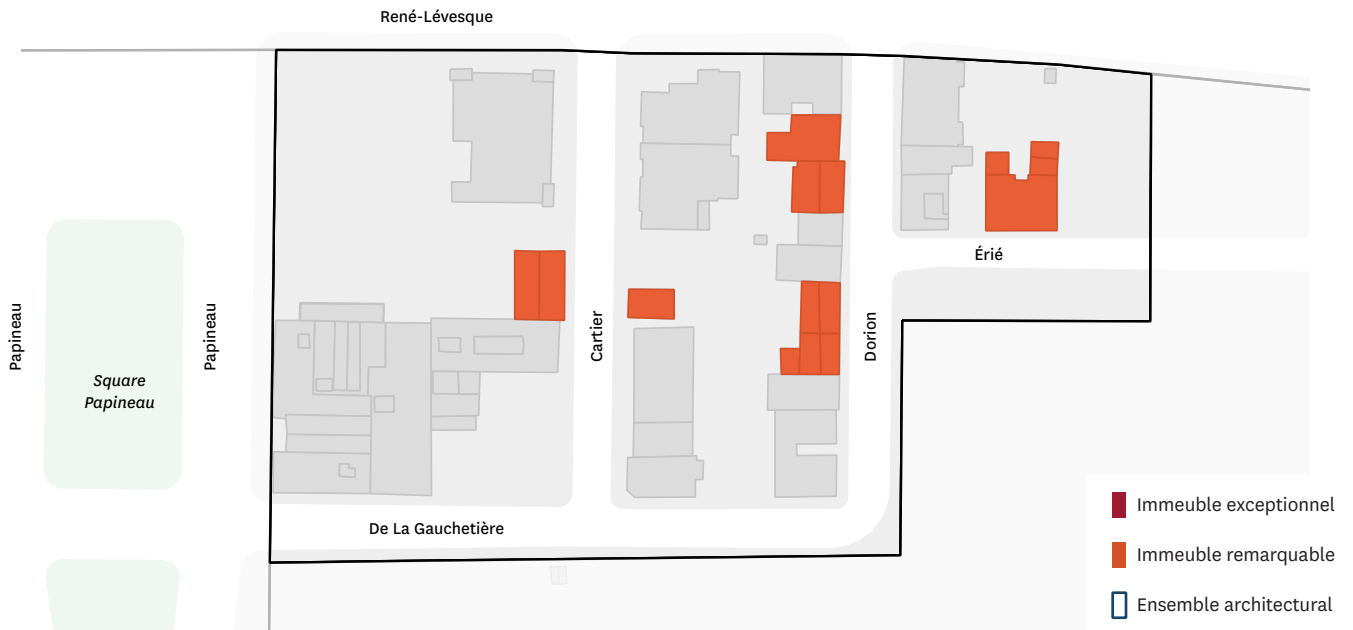 René-Lévesque
Papineau
Papineau
Square
Papineau
Cartier
Dorion
Érié
De La Gauchetière
Immeuble exceptionnel
Immeuble remarquable
Ensemble architectural